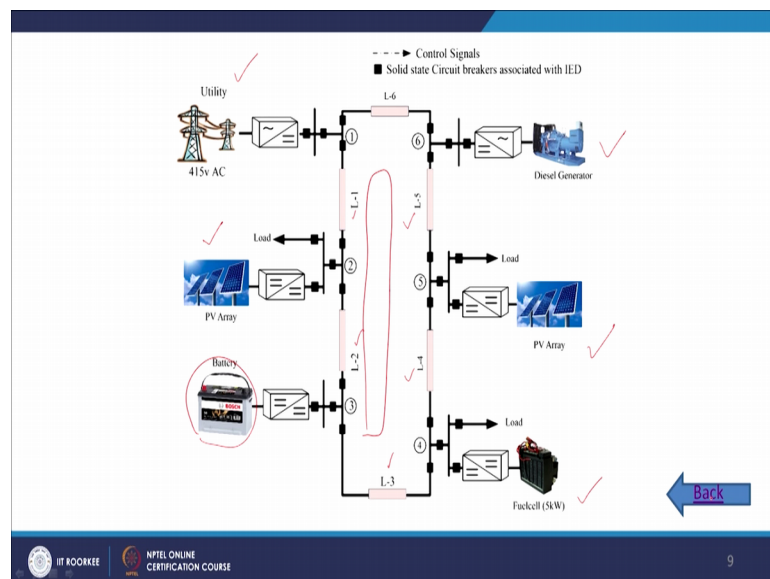 Control Signals
Solid state Circuit breakers associated with IED
Utility
L-6
~
1
6
~
415v AC
Diesel Generator
L-1
L-5
Load
2
Load
5
PV Array
PV Array
L-2
L-4
Battery
BOSCH
3
Load
4
L-3
Fuelcell (5kW)
Back
IIT ROORKEE
NPTEL ONLINE
CERTIFICATION COURSE
9